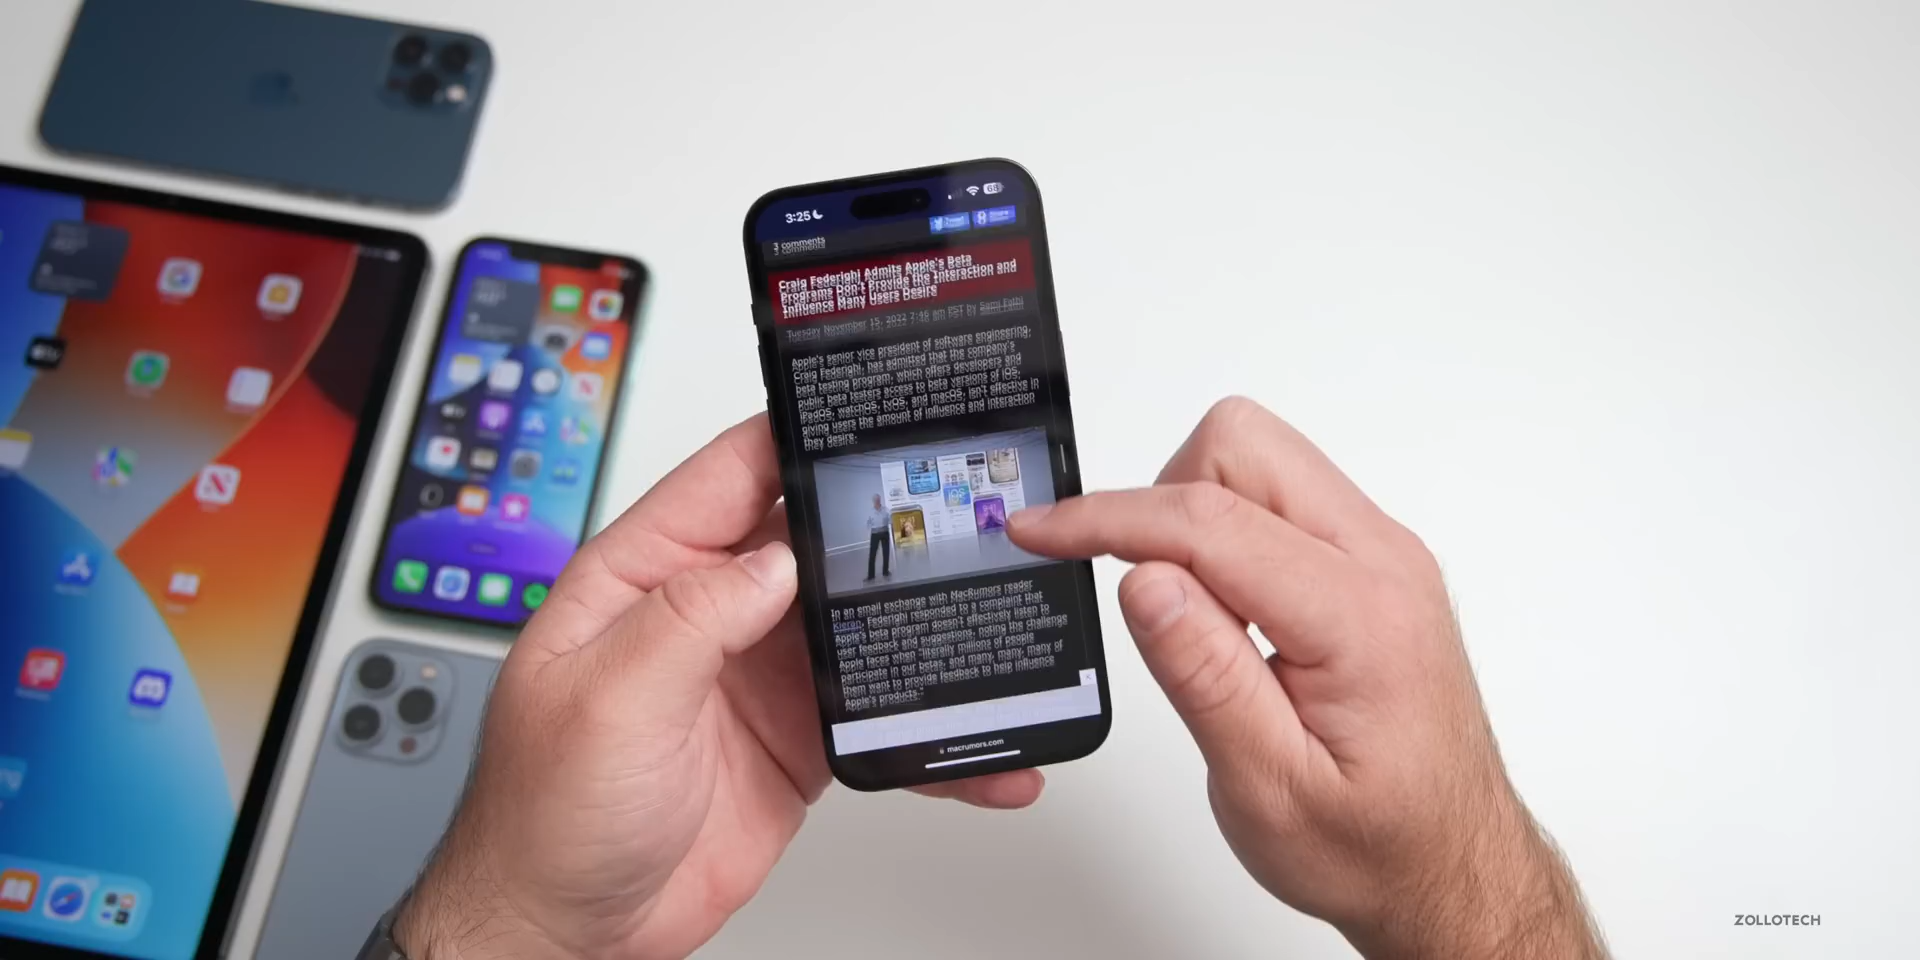 3:25
68
Tweet
Share
3 comments
Craig Federighi Admits Apple's Beta
Programs Don't Provide the Interaction and
Influence Many Users Desire
Tuesday November 15, 2022 2:46 am PST by Sami Fathi
Apple's senior vice president of software engineering,
Craig Federighi, has admitted that the company's
beta testing program, which offers developers and
public beta testers access to beta versions of iOS,
iPadOS, watchOS, tvOS, and macOS, isn't effective in
giving users the amount of influence and interaction
they desire.
iOS
In an email exchange with MacRumors reader
Kieran, Federighi responded to a complaint that
Apple's beta program doesn't effectively listen to
user feedback and suggestions, noting the challenge
Apple faces when "literally millions of people
participate in our betas, and many, many, many of
them want to provide feedback to help influence
Apple's products."
macrumors.com
ZOLLOTECH